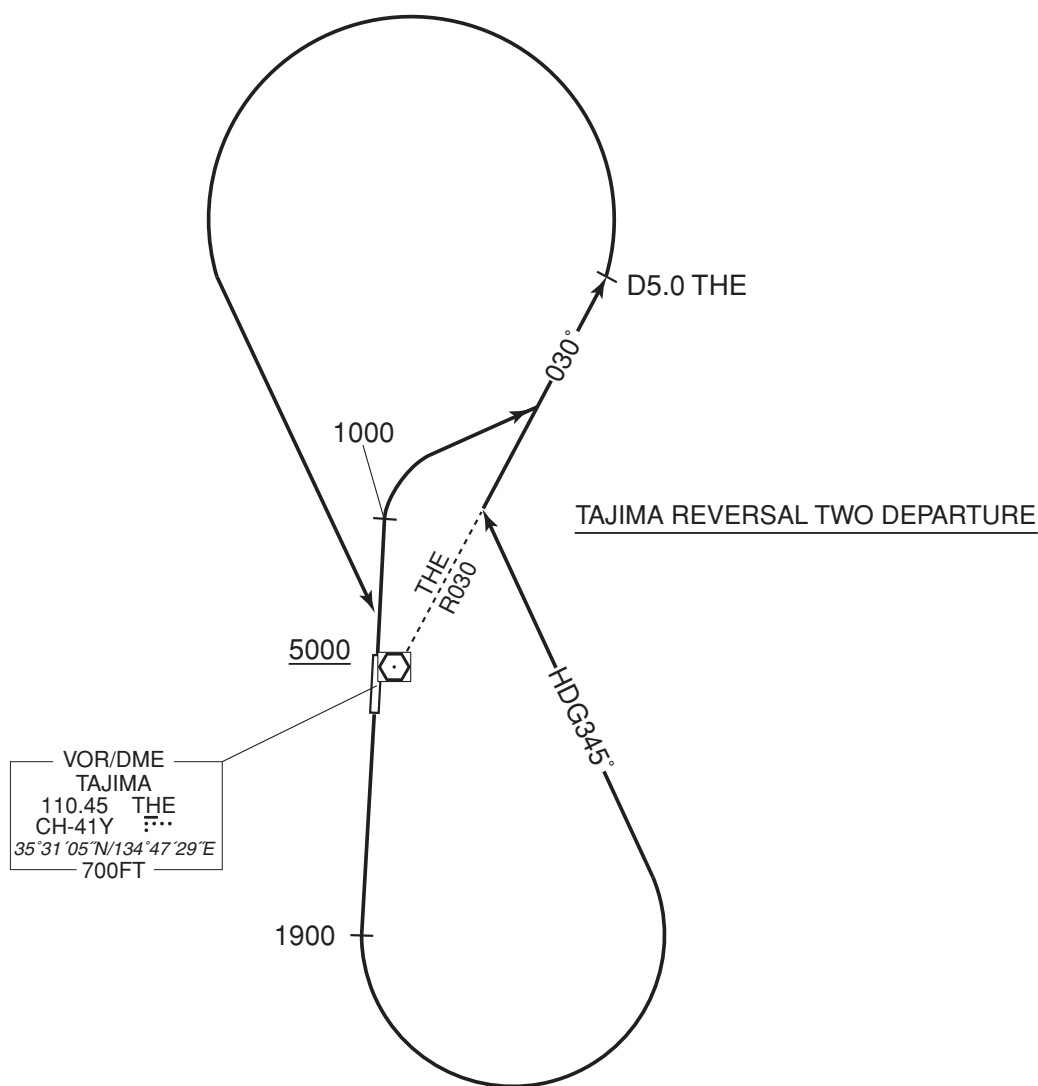 D5.0 THE
030°
1000
TAJIMA REVERSAL TWO DEPARTURE
THE
R030
5000
HDG345°
VOR/DME
TAJIMA
110.45 THE
CH-41Y
35°31´05˝N/134°47´29˝E
700FT
1900